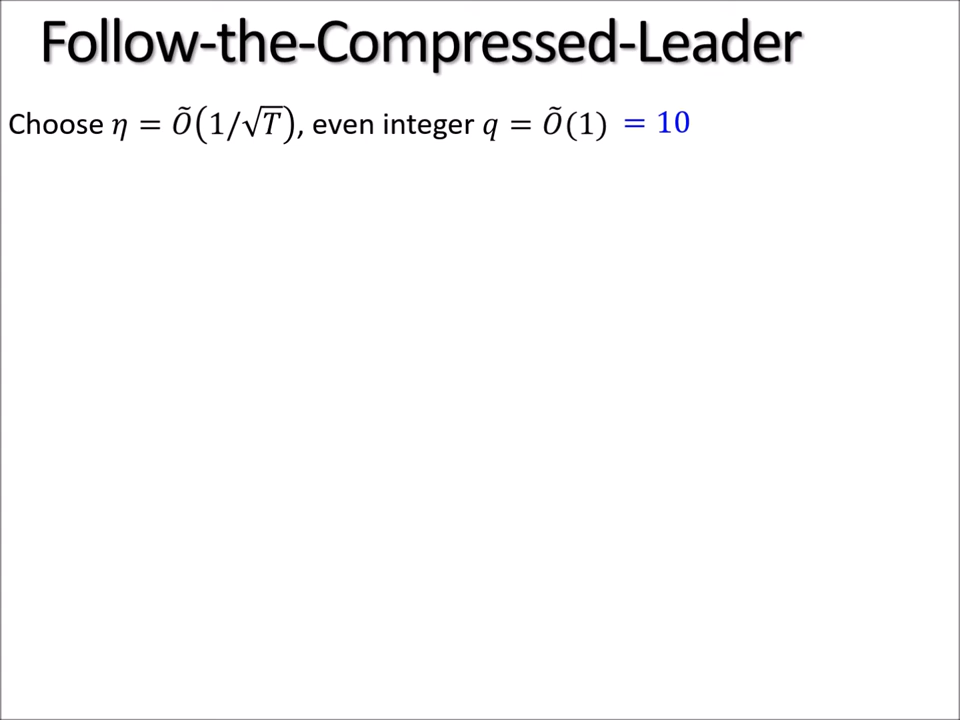 Follow-the-Compressed-Leader
Choose η = Õ(1/√T), even integer q = Õ(1) = 10